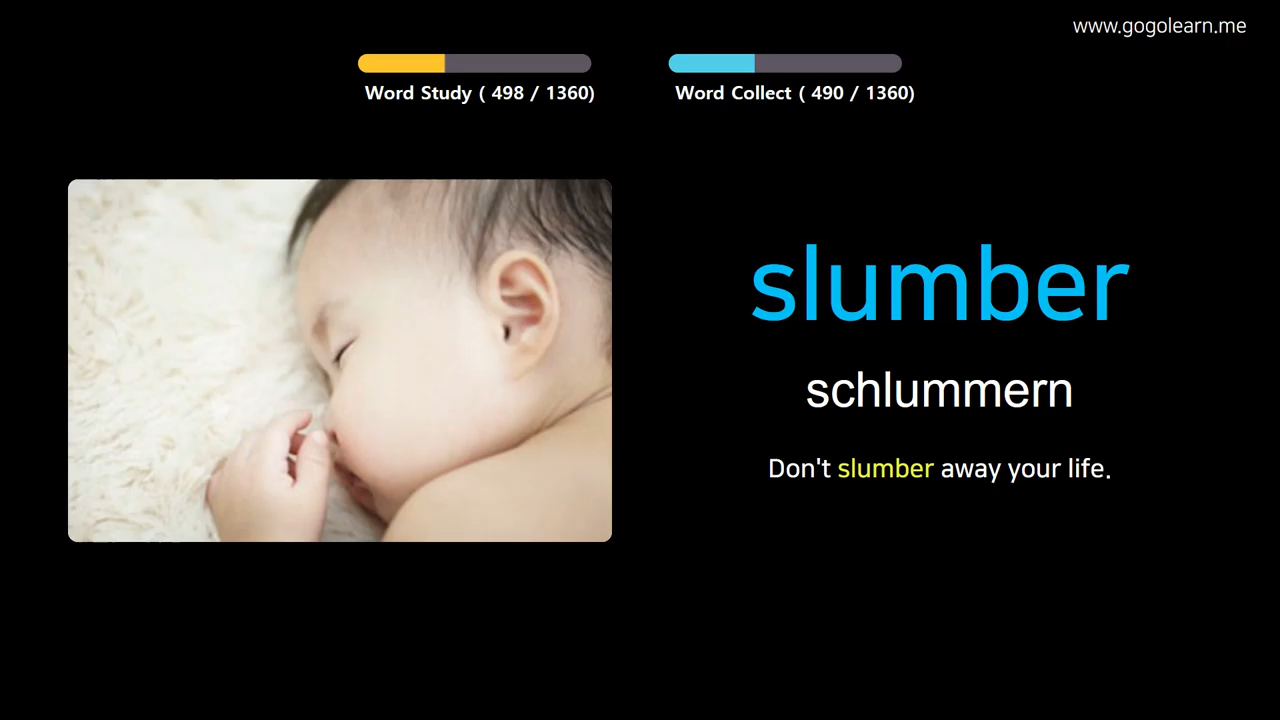 www.gogolearn.me
Word Study ( 498 / 1360)
Word Collect ( 490 / 1360)
slumber
schlummern
Don't slumber away your life.